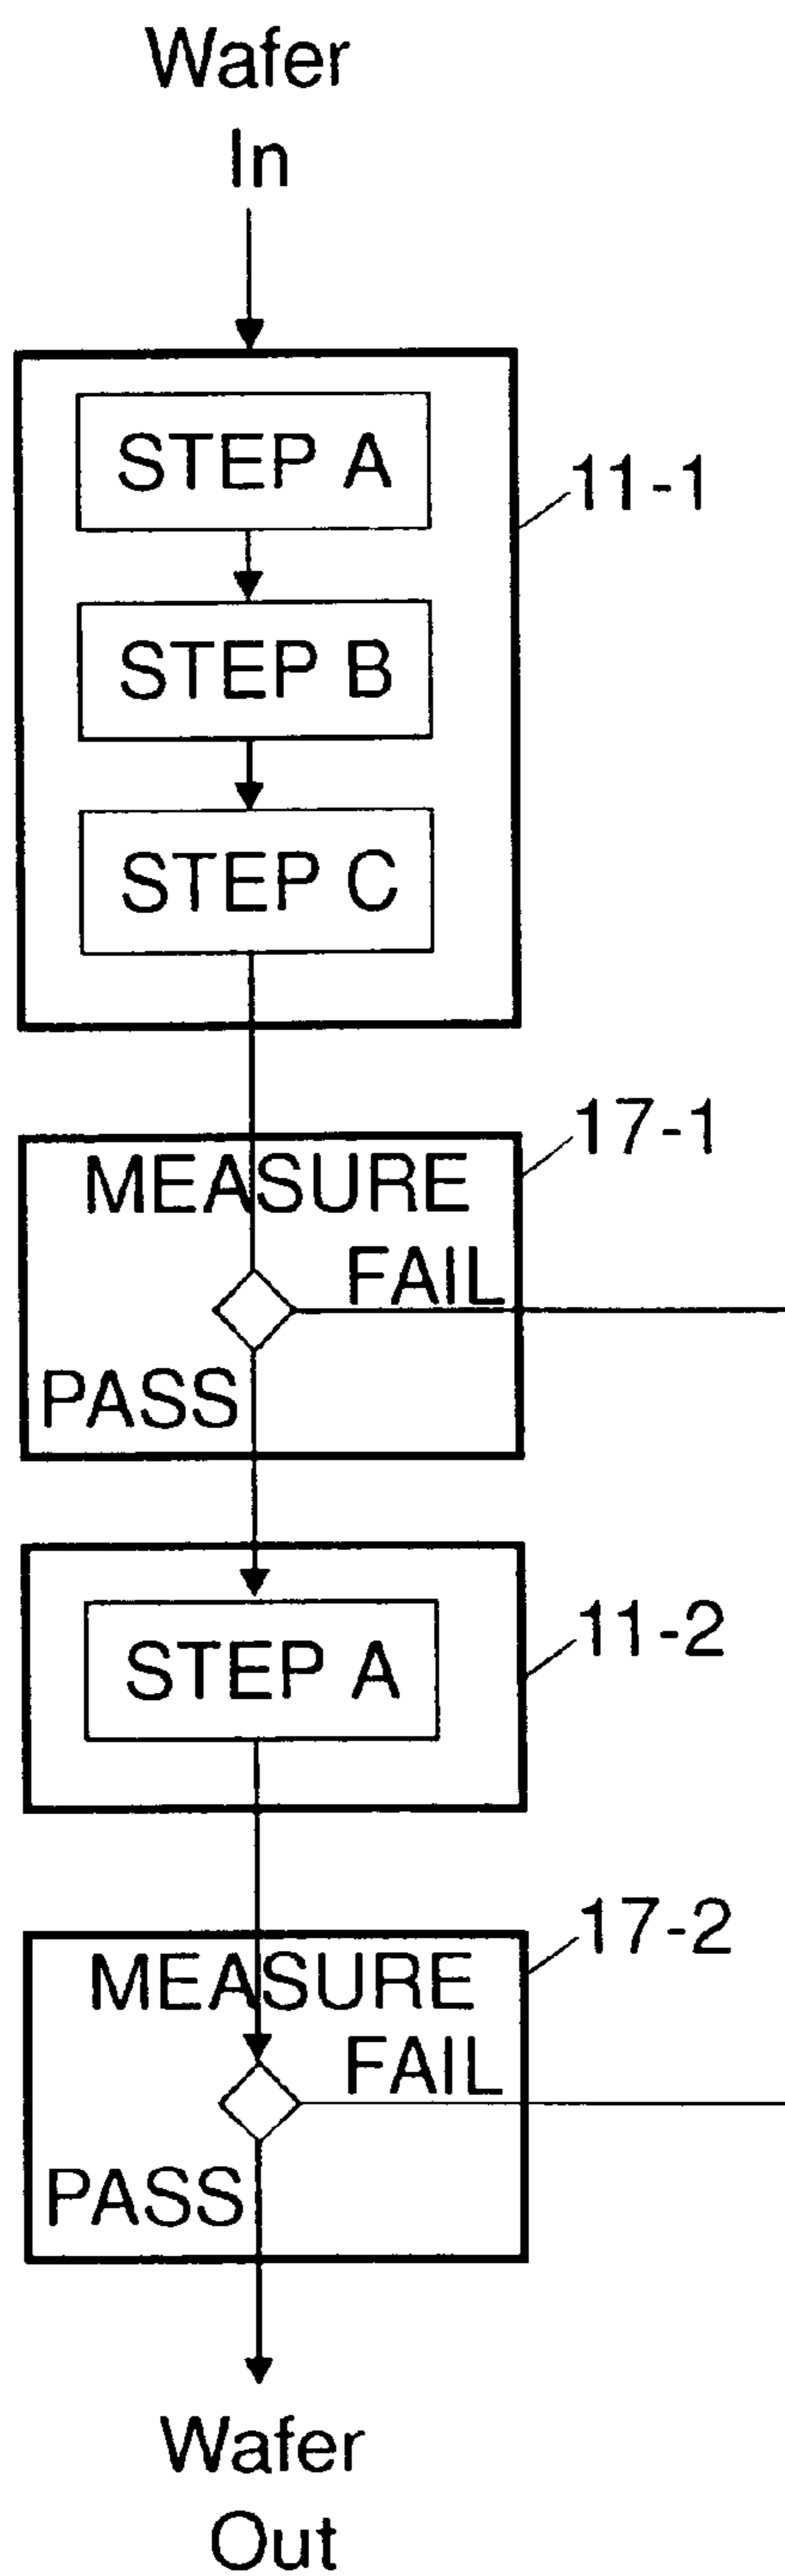 Wafer
In
STEP A
11-1
STEP B
STEP C
17-1
MEASURE
FAIL
PASS
11-2
STEP A
17-2
MEASURE
FAIL
PASS
Wafer
Out